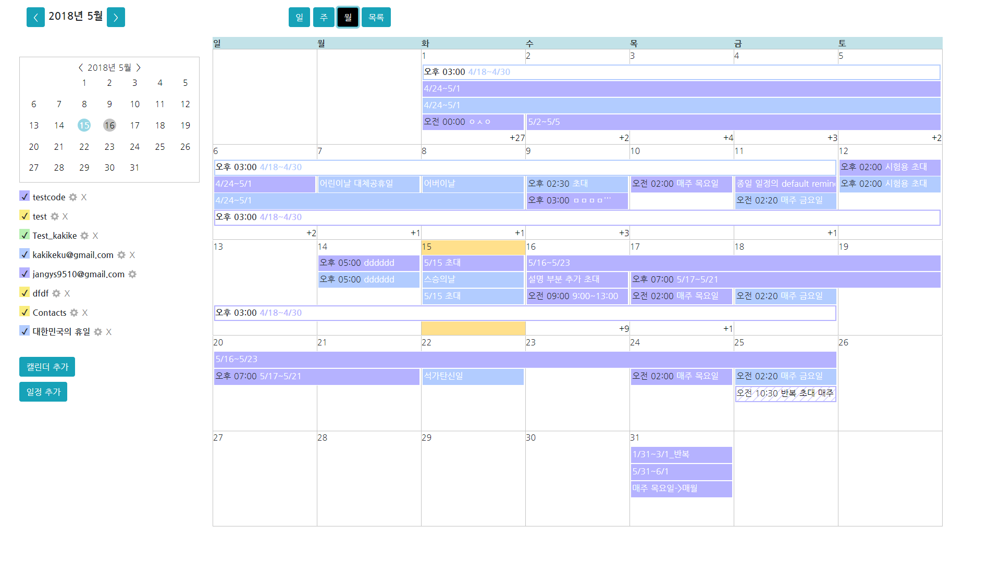 < 2018년 5월 >
일 주 월 목록
< 2018년 5월 >
1 2 3 4 5
6 7 8 9 10 11 12
13 14 15 16 17 18 19
20 21 22 23 24 25 26
27 28 29 30 31
testcode X
test X
Test_kakike X
kakikeku@gmail.com X
jangys9510@gmail.com
dfdf X
Contacts X
대한민국의 휴일 X
캘린더 추가
일정 추가
일 월 화 수 목 금 토
1 2 3 4 5
오후 03:00 4/18~4/30
4/24~5/1
4/24~5/1
오전 00:00 ㅇㅅㅇ 5/2~5/5
+27 +2 +4 +3 +2
6 7 8 9 10 11 12
오후 03:00 4/18~4/30 오후 02:00 시험용 초대
4/24~5/1 어린이날 대체공휴일 어버이날 오후 02:30 초대 오전 02:00 매주 목요일 종일 일정의 default remin 오후 02:00 시험용 초대
4/24~5/1 오후 03:00 ㅁㅁㅁㅁ''' 오전 02:20 매주 금요일
오후 03:00 4/18~4/30
+2 +1 +1 +3 +1
13 14 15 16 17 18 19
오후 05:00 dddddd 5/15 초대 5/16~5/23
오후 05:00 dddddd 스승의날 설명 부분 추가 초대 오후 07:00 5/17~5/21
5/15 초대 오전 09:00 9:00~13:00 오전 02:00 매주 목요일 오전 02:20 매주 금요일
오후 03:00 4/18~4/30
+9 +1
20 21 22 23 24 25 26
5/16~5/23
오후 07:00 5/17~5/21 석가탄신일 오전 02:00 매주 목요일 오전 02:20 매주 금요일
오전 10:30 반복 초대 매주
27 28 29 30 31
1/31~3/1_반복
5/31~6/1
매주 목요일->매월